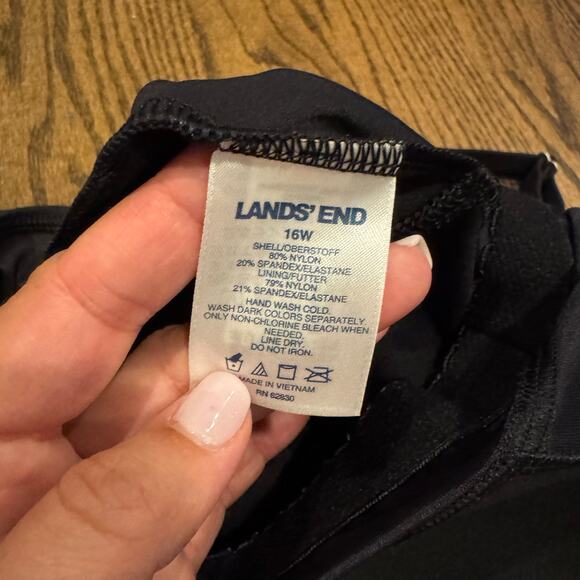 LANDS' END
16W
SHELL/OBERSTOFF
80% NYLON
20% SPANDEX/ELASTANE
LINING/FUTTER
79% NYLON
21% SPANDEX/ELASTANE
HAND WASH COLD.
WASH DARK COLORS SEPARATELY.
ONLY NON-CHLORINE BLEACH WHEN
NEEDED.
LINE DRY.
DO NOT IRON.
MADE IN VIETNAM
RN 62830